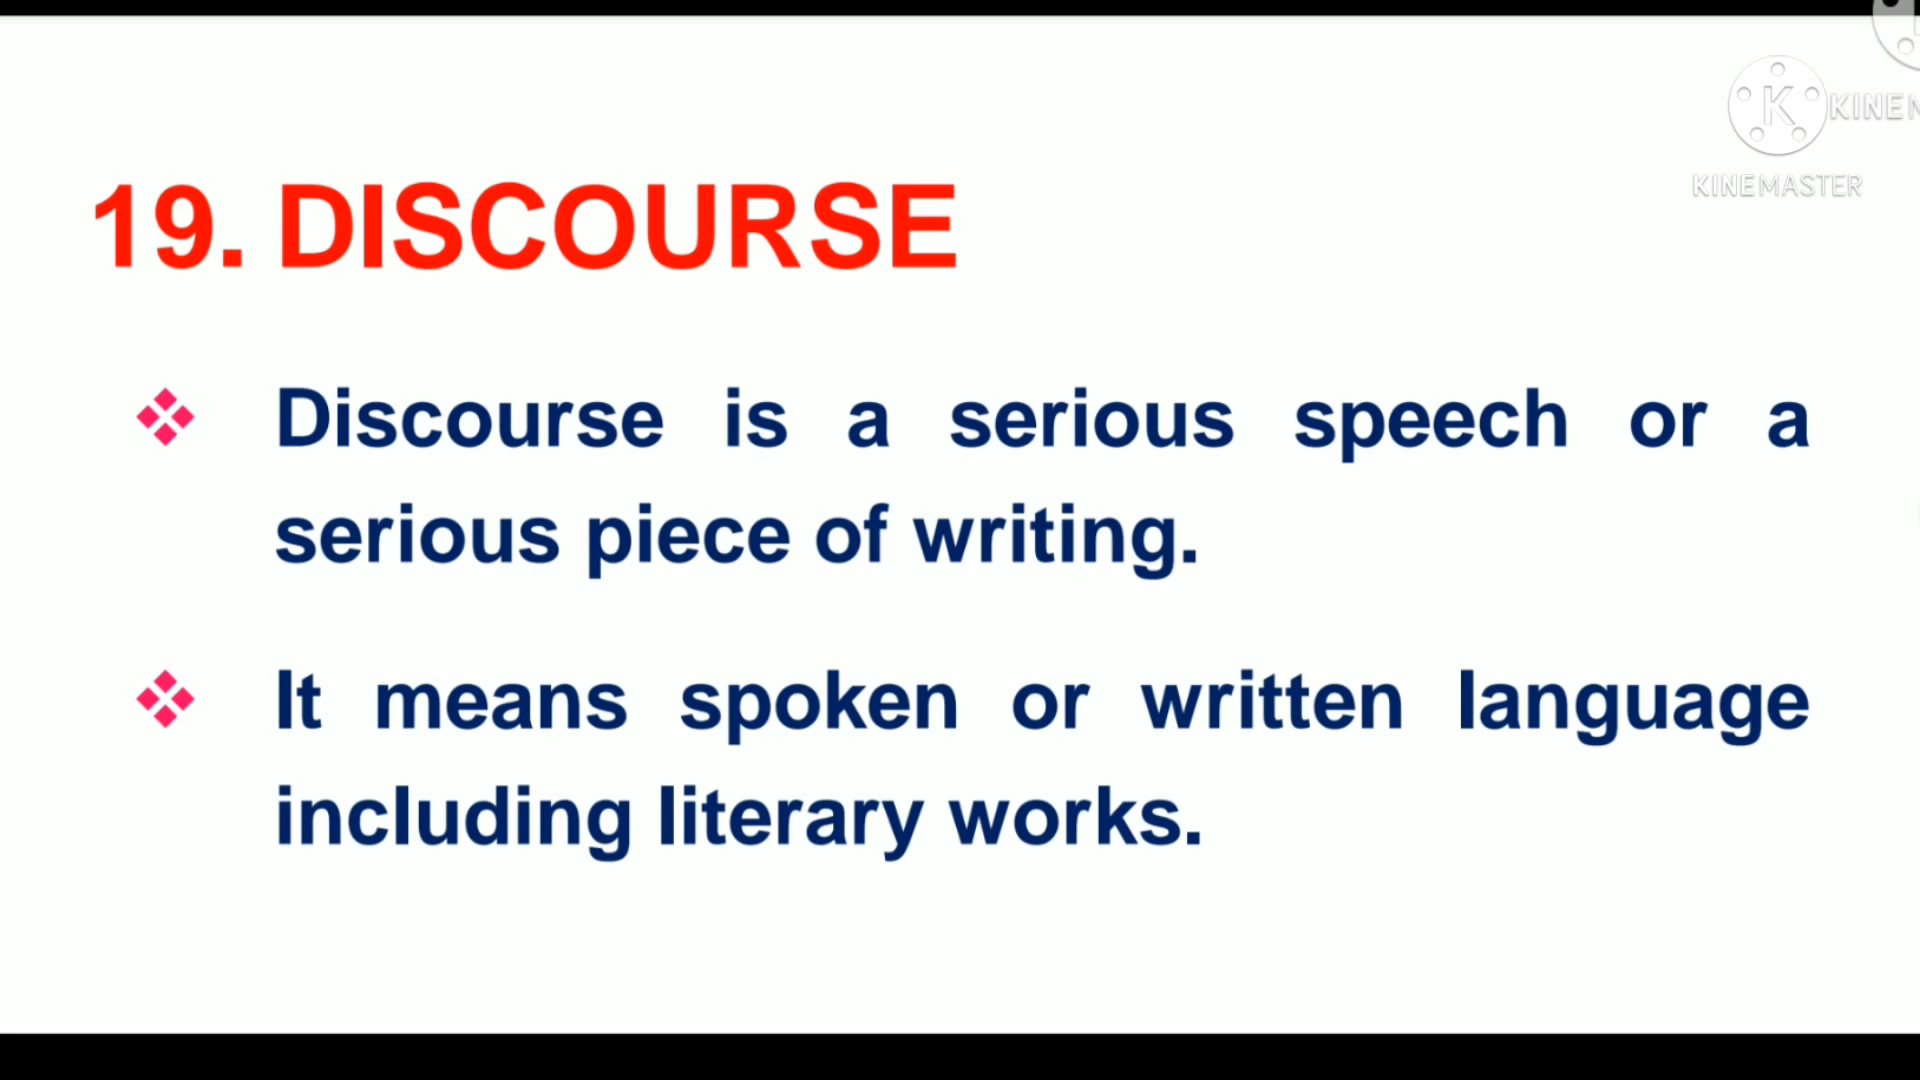 K KINEM
KINEMASTER
19. DISCOURSE
Discourse is a serious speech or a
serious piece of writing.
It means spoken or written language
including literary works.